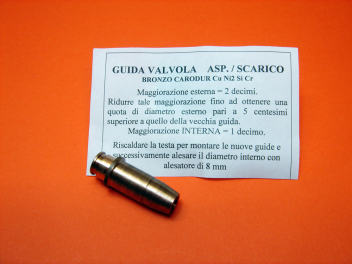 GUIDA VALVOLA ASP. / SCARICO
BRONZO CARODUR Cu Ni2 Si Cr
Maggiorazione esterna = 2 decimi.
Ridurre tale maggiorazione fino ad ottenere una
quota di diametro esterno pari a 5 centesimi
superiore a quello della vecchia guida.
Maggiorazione INTERNA = 1 decimo.
Riscaldare la testa per montare le nuove guide e
successivamente alesare il diametro interno con
alesatore di 8 mm